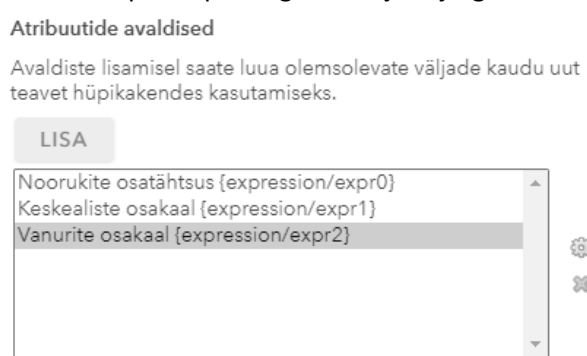 Atribuutide avaldised
Avaldiste lisamisel saate luua olemsolevate väljade kaudu uut
teavet hüpikakendes kasutamiseks.
LISA
Noorukite osatähtsus {expression/expr0}
Keskealiste osakaal {expression/expr1}
Vanurite osakaal {expression/expr2}